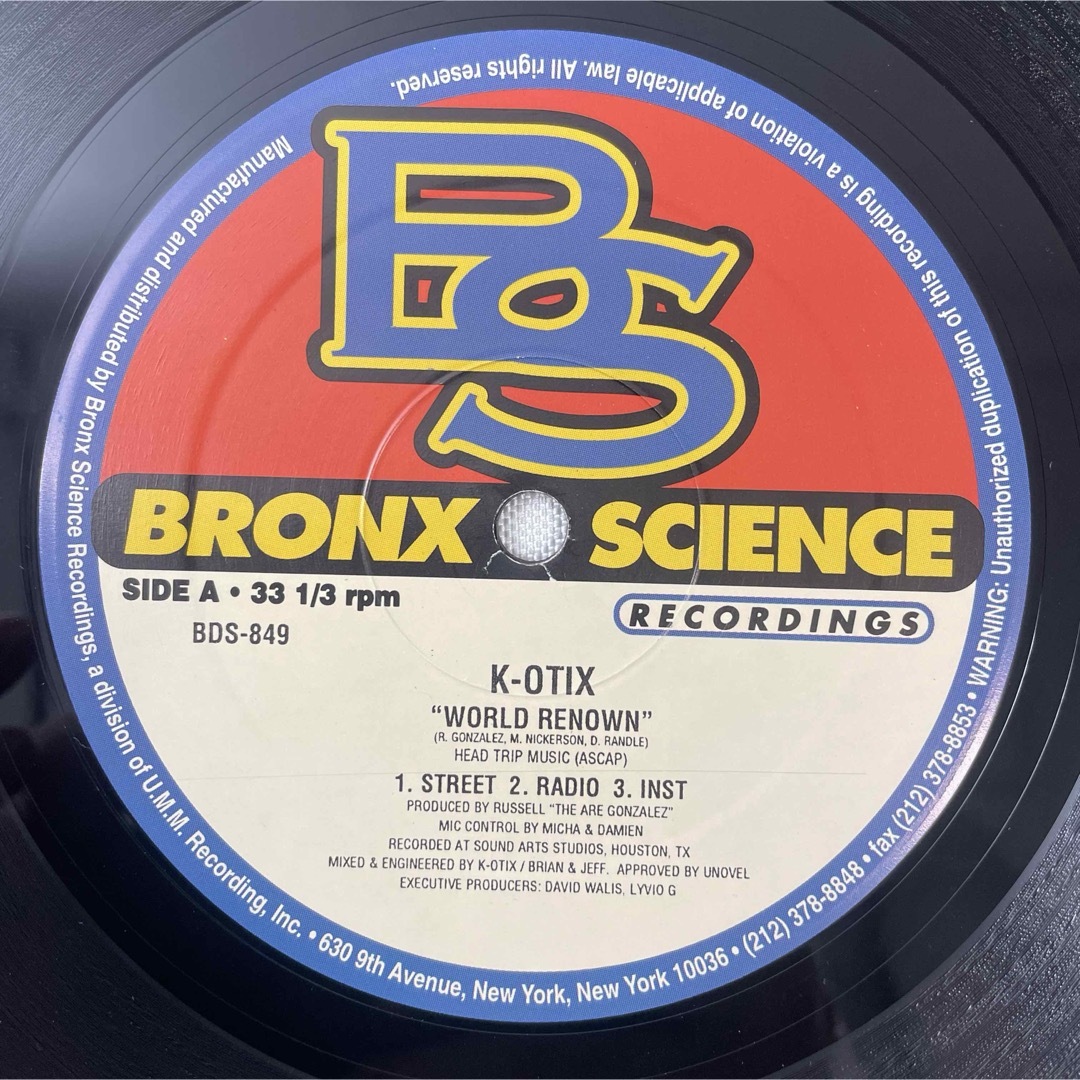 BS
BRONX SCIENCE
RECORDINGS
SIDE A • 33 1/3 rpm
BDS-849
K-OTIX
“WORLD RENOWN”
(R. GONZALEZ, M. NICKERSON, D. RANDLE)
HEAD TRIP MUSIC (ASCAP)
1. STREET 2. RADIO 3. INST
PRODUCED BY RUSSELL “THE ARE GONZALEZ”
MIC CONTROL BY MICHA & DAMIEN
RECORDED AT SOUND ARTS STUDIOS, HOUSTON, TX
MIXED & ENGINEERED BY K-OTIX / BRIAN & JEFF. APPROVED BY UNOVEL
EXECUTIVE PRODUCERS: DAVID WALIS, LYVIO G
Manufactured and distributed by Bronx Science Recordings, a division of U.M.M. Recording, Inc. • 630 9th Avenue, New York, New York 10036 • (212) 378-8848 • fax (212) 378-8853 • WARNING: Unauthorized duplication of this recording is a violation of applicable law. All rights reserved.